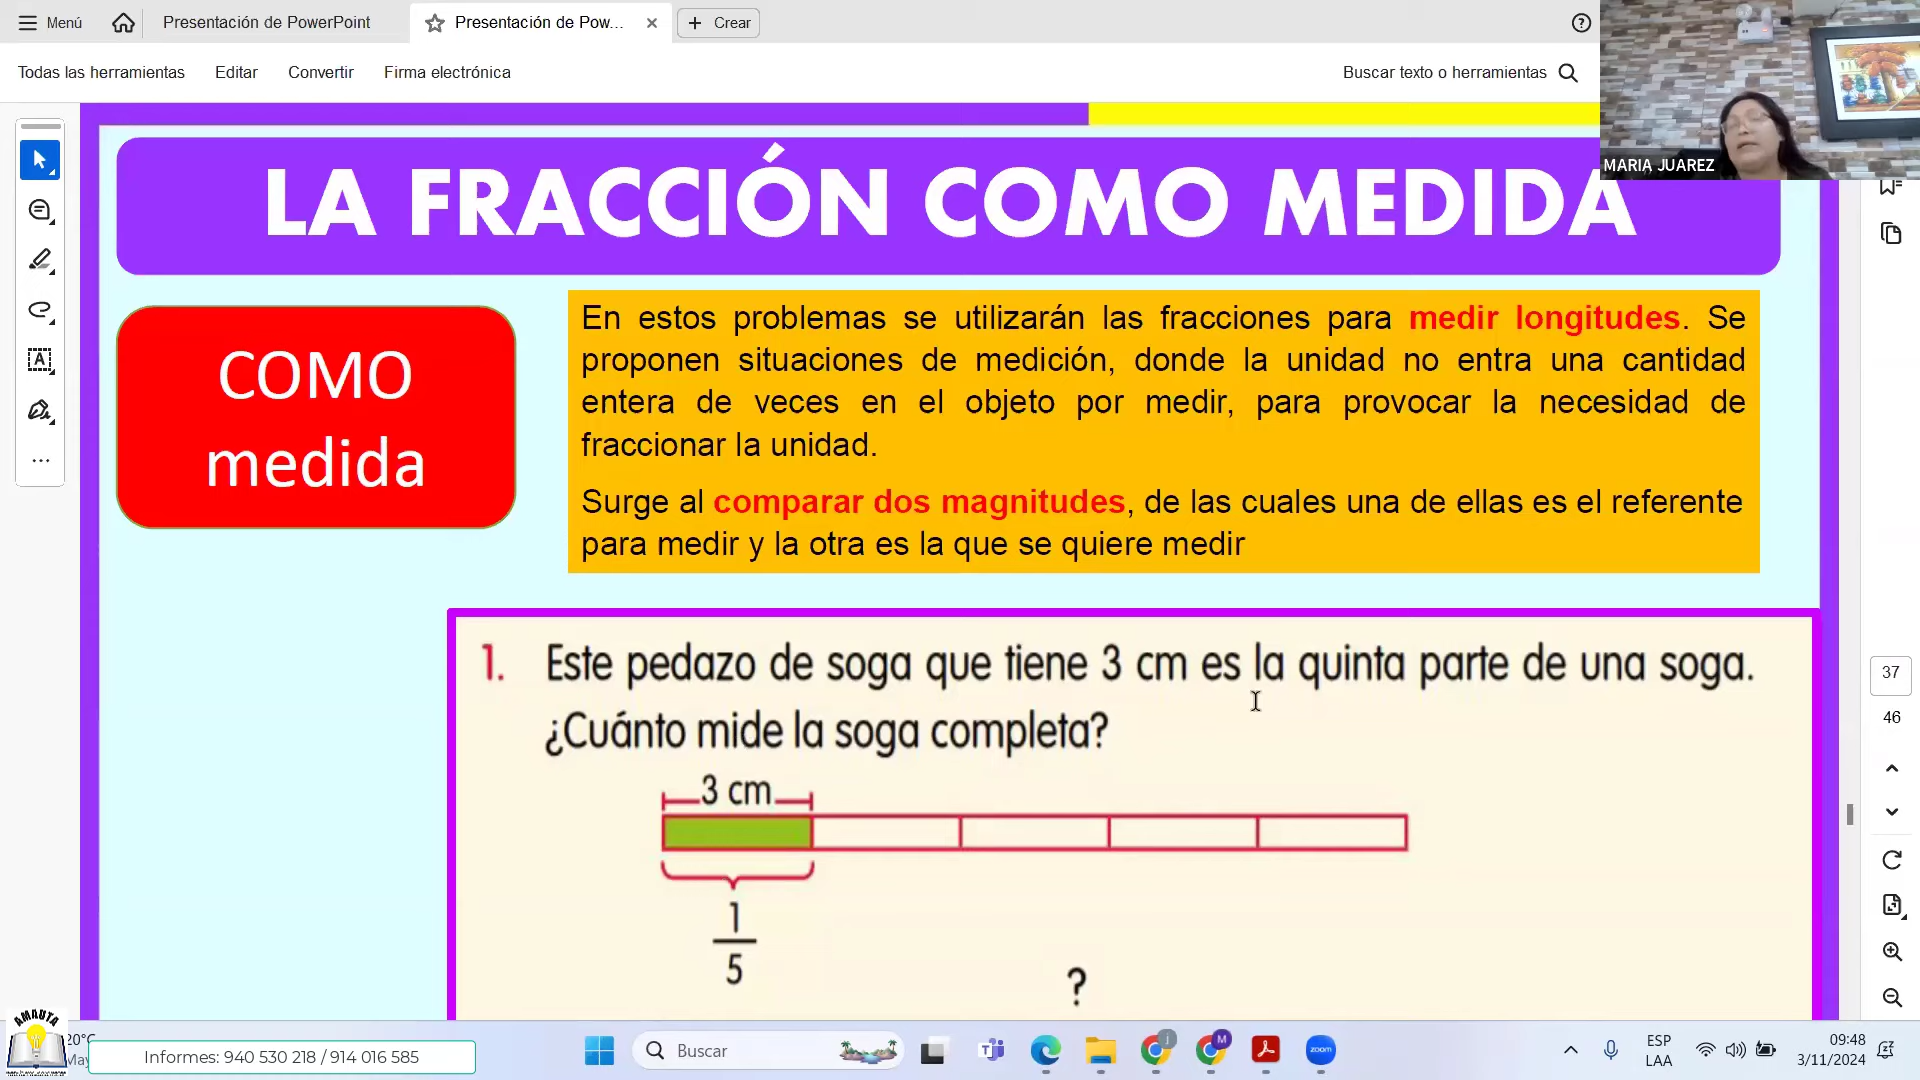 Menú
Presentación de PowerPoint
Presentación de Pow...
Crear
Todas las herramientas
Editar
Convertir
Firma electrónica
Buscar texto o herramientas
MARIA JUAREZ
LA FRACCIÓN COMO MEDIDA
COMO
medida
En estos problemas se utilizarán las fracciones para medir longitudes. Se
proponen situaciones de medición, donde la unidad no entra una cantidad
entera de veces en el objeto por medir, para provocar la necesidad de
fraccionar la unidad.
Surge al comparar dos magnitudes, de las cuales una de ellas es el referente
para medir y la otra es la que se quiere medir
1. Este pedazo de soga que tiene 3 cm es la quinta parte de una soga.
¿Cuánto mide la soga completa?
3 cm
1
5
?
37
46
AMAUTA
20°C
Informes: 940 530 218 / 914 016 585
Buscar
zoom
ESP
LAA
09:48
3/11/2024